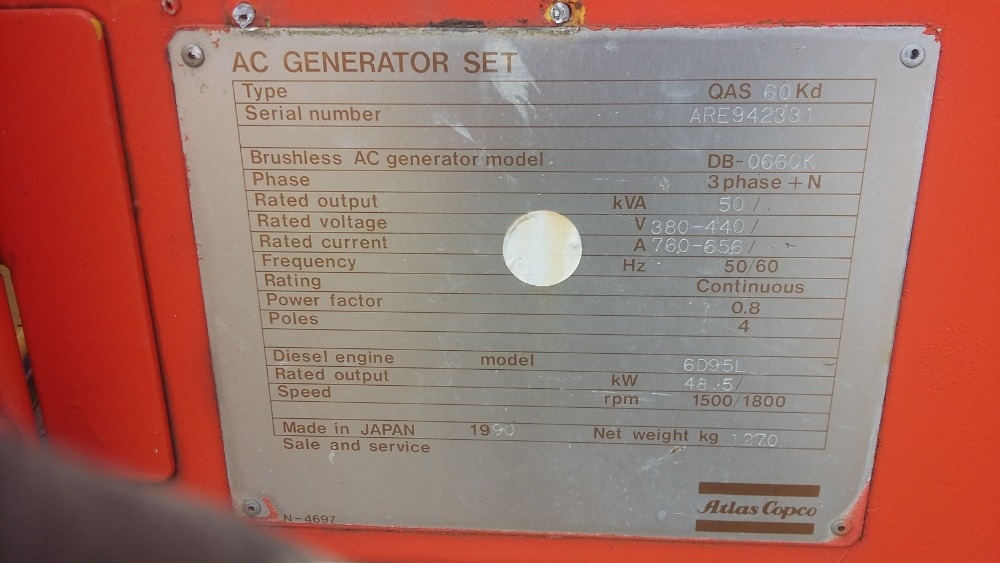 AC GENERATOR SET
Type QAS 60 Kd
Serial number ARE942331
Brushless AC generator model DB-0660K
Phase 3 phase + N
Rated output kVA 50 /
Rated voltage V 380-440 /
Rated current A 760-656 /
Frequency Hz 50/60
Rating Continuous
Power factor 0.8
Poles 4
Diesel engine model 6D95L
Rated output kW 48.5/
Speed rpm 1500/1800
Made in JAPAN 1990 Net weight kg 1270
Sale and service
Atlas Copco
N-4697